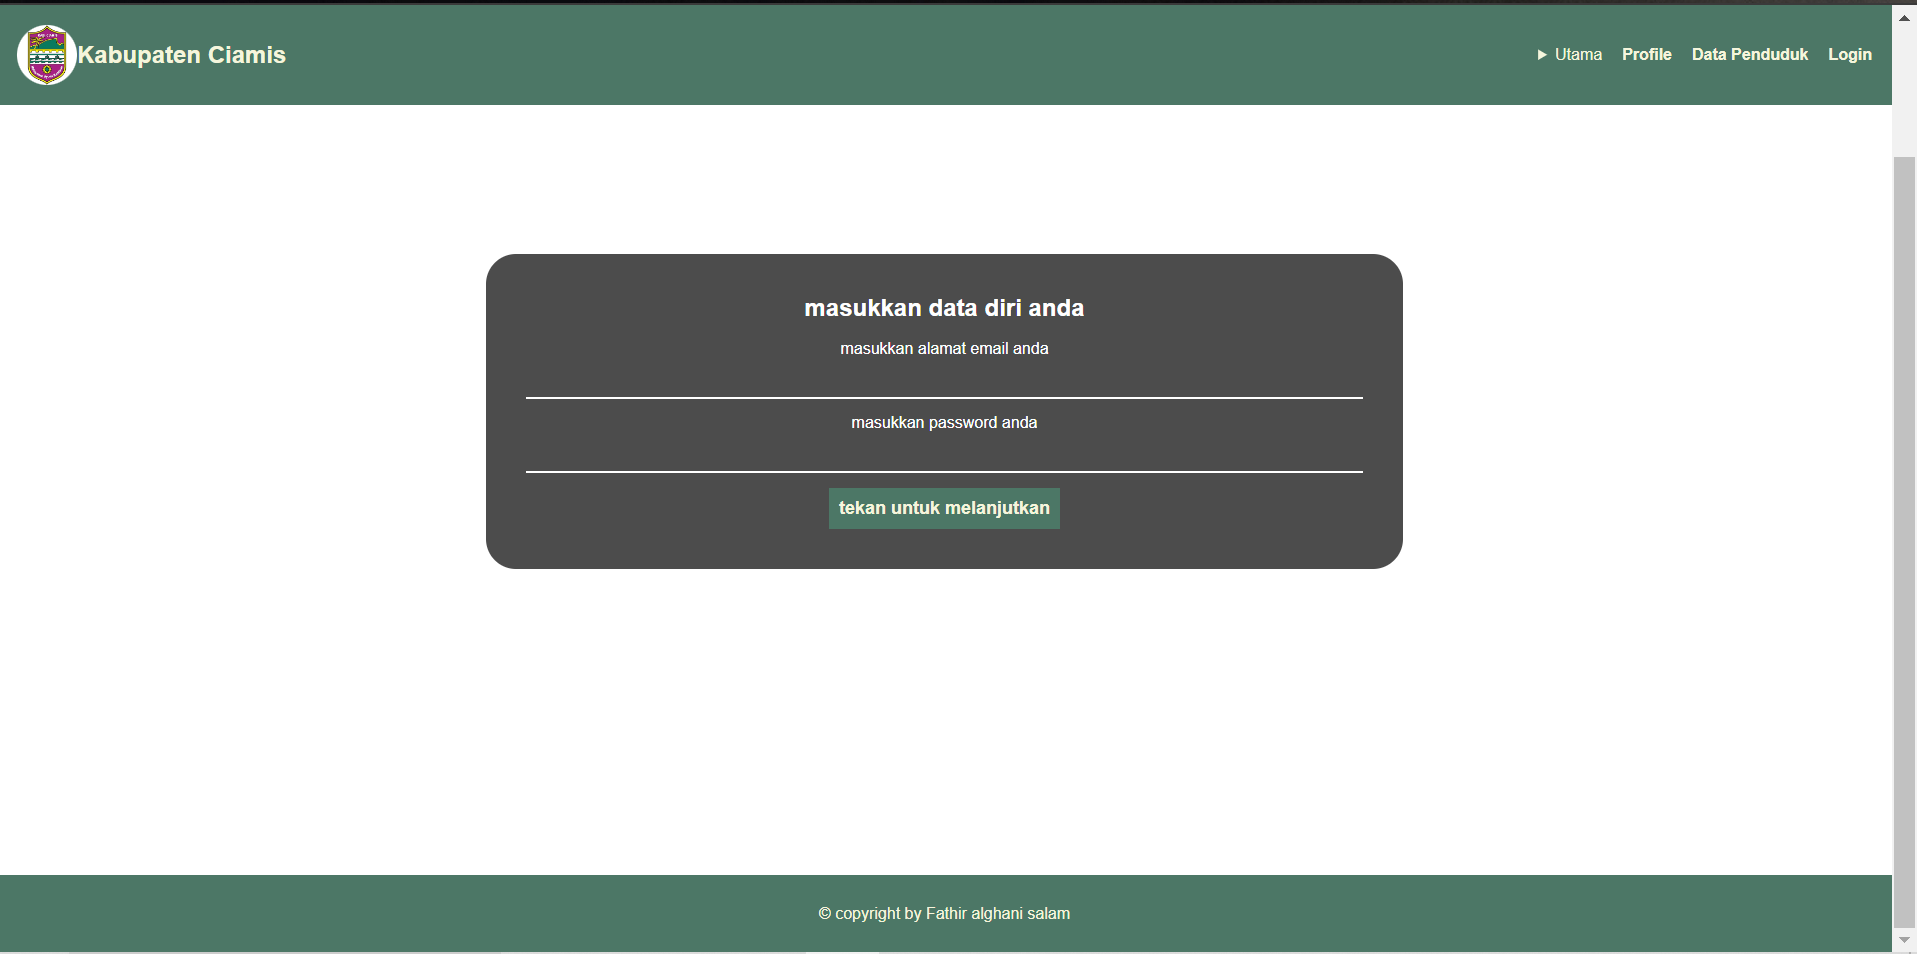 Kabupaten Ciamis
▶ Utama Profile Data Penduduk Login
masukkan data diri anda
masukkan alamat email anda
masukkan password anda
tekan untuk melanjutkan
© copyright by Fathir alghani salam